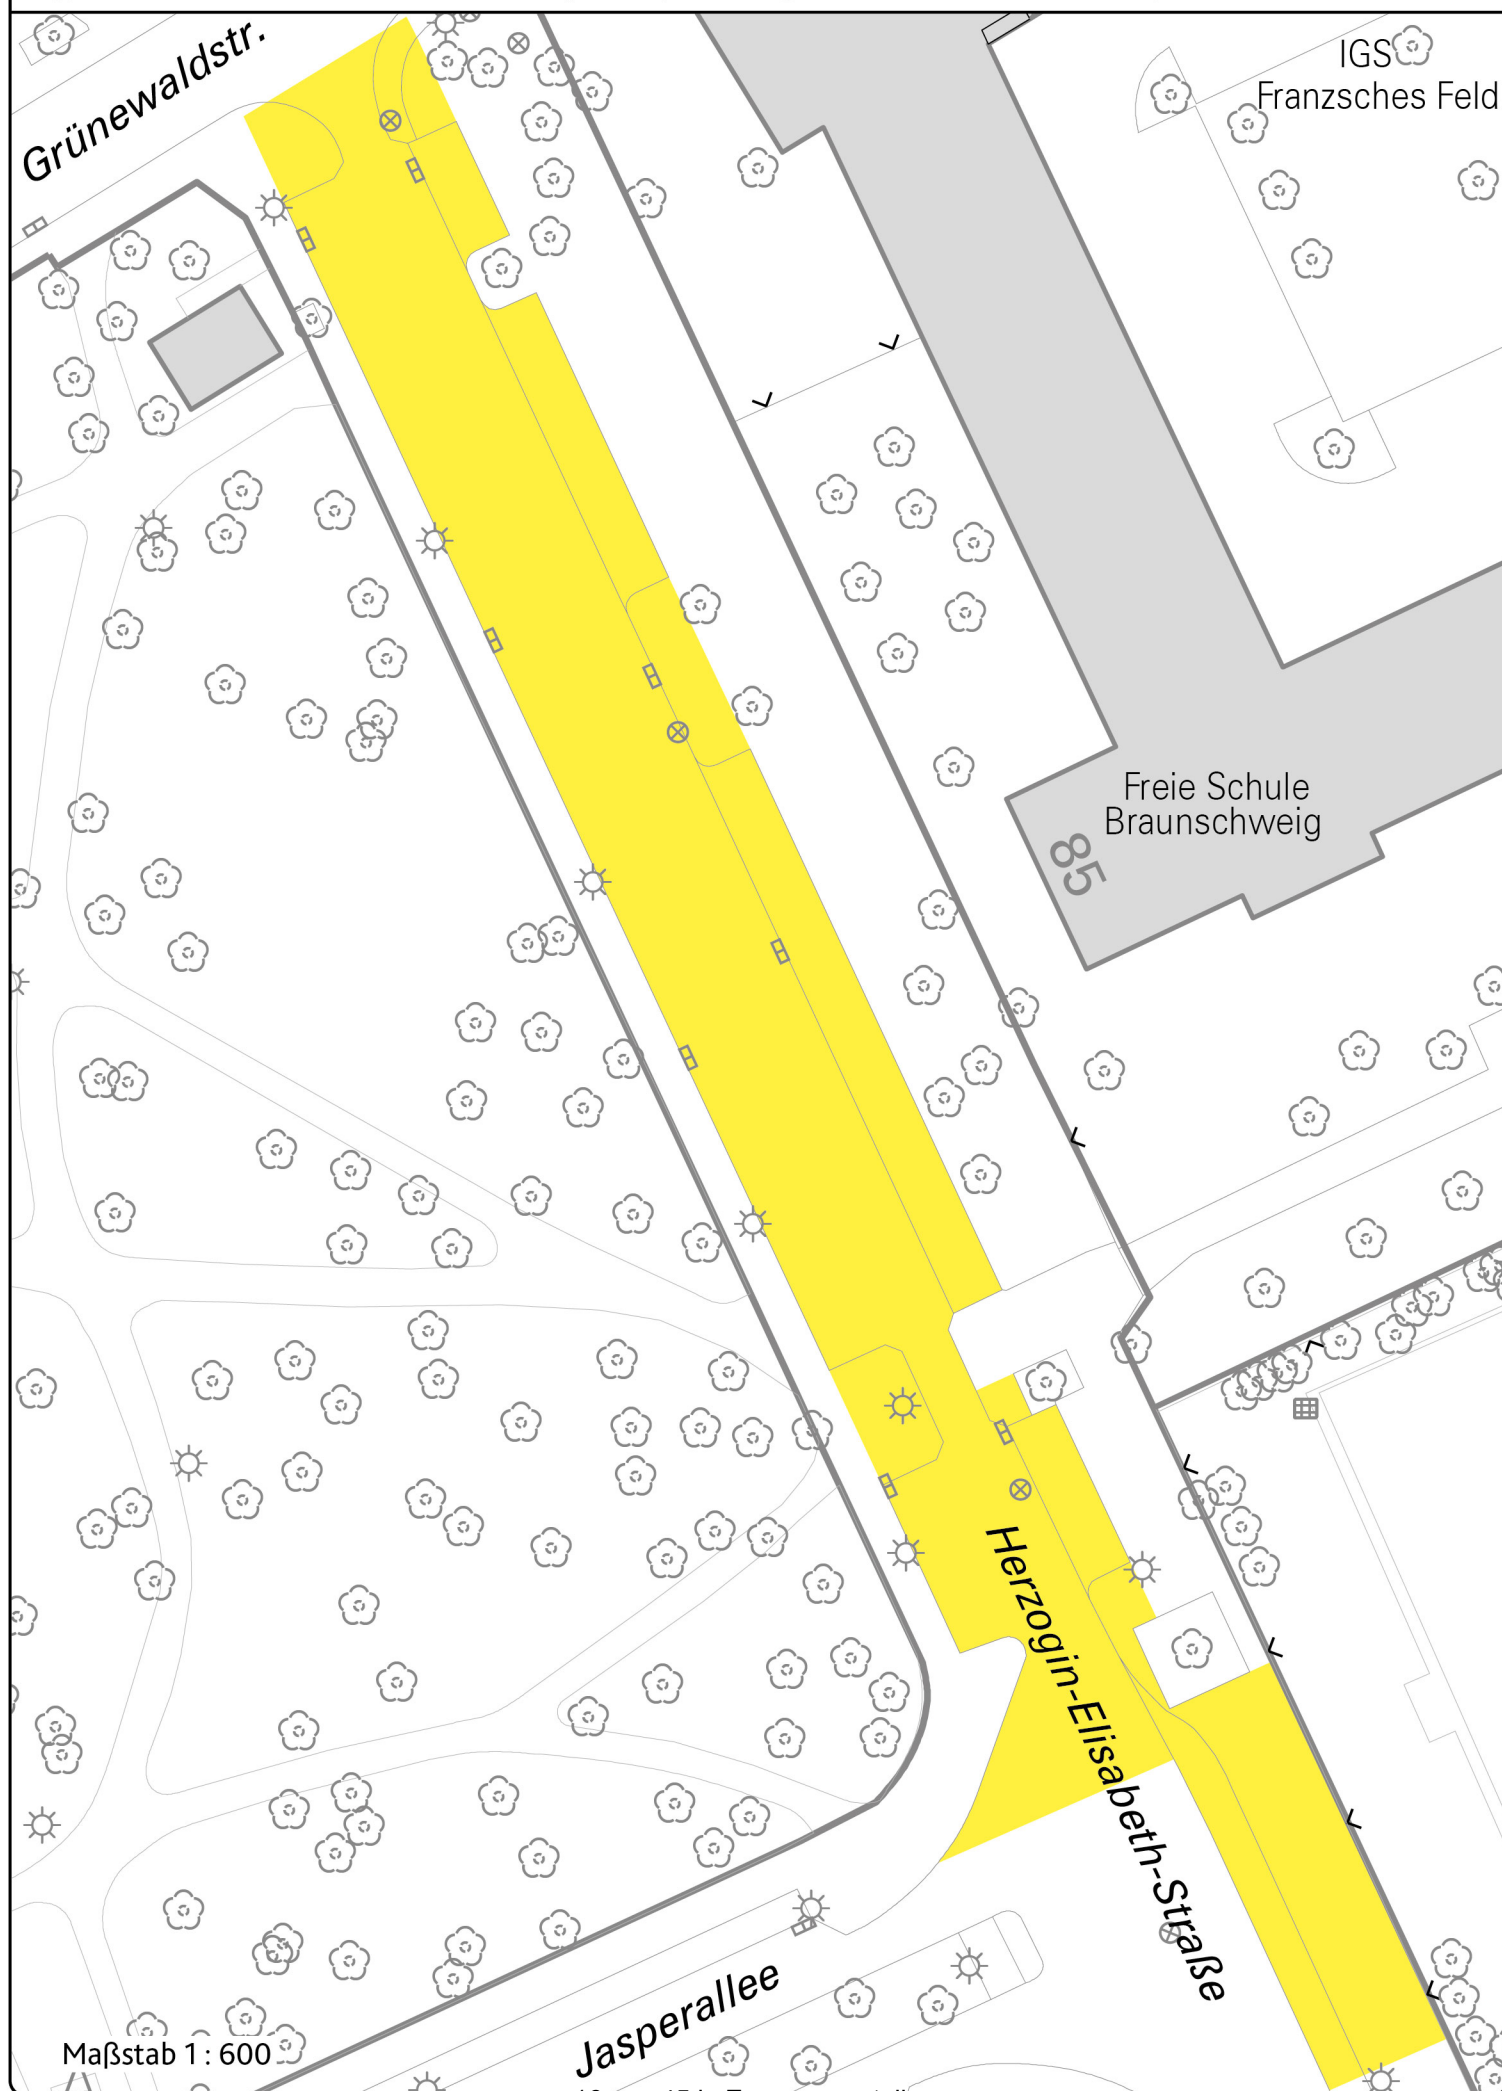 Grünewaldstr.
IGS
Franzsches Feld
Freie Schule
Braunschweig
85
Herzogin-Elisabeth-Straße
Jasperallee
Maßstab 1 : 600